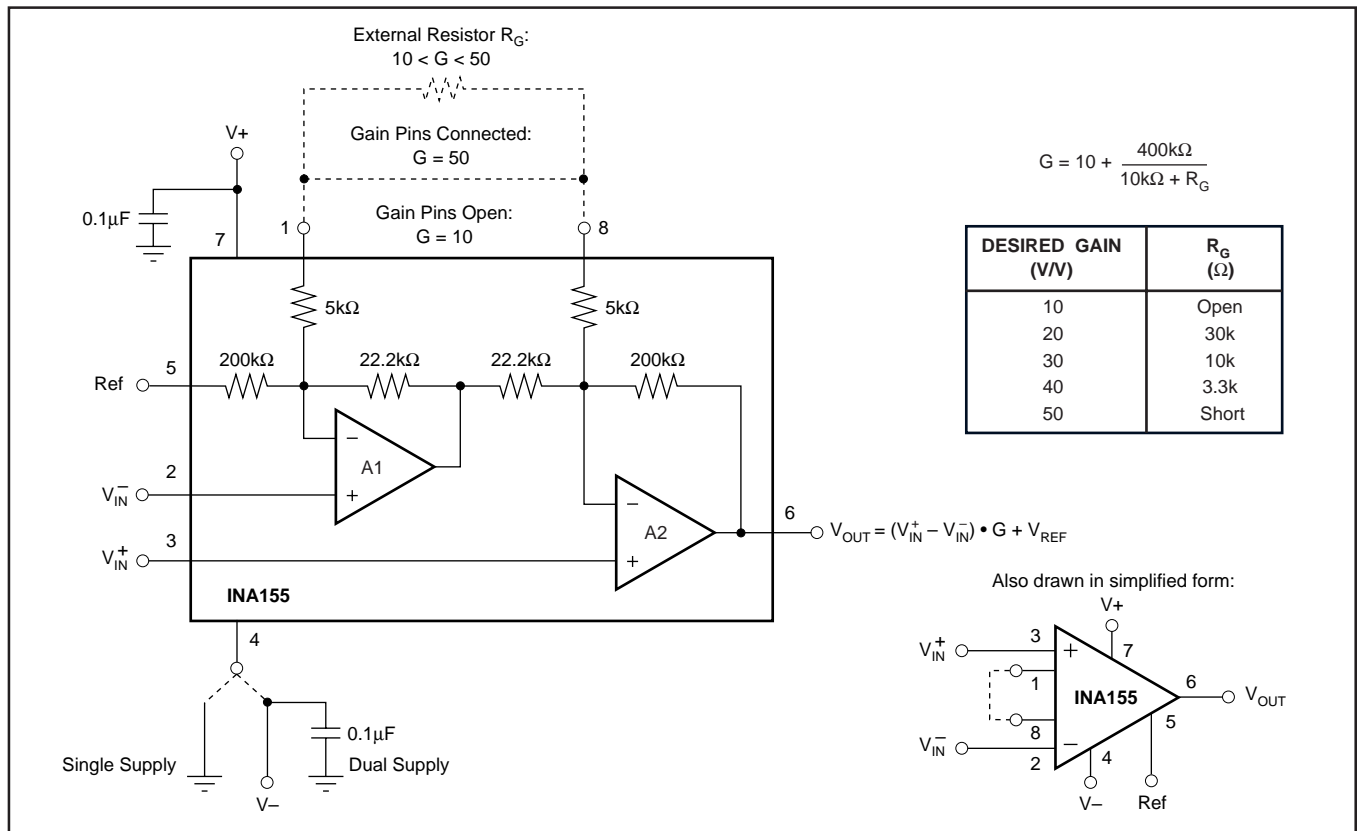 External Resistor R_G:
10 < G < 50
Gain Pins Connected:
G = 50
V+
0.1μF
7
1
Gain Pins Open:
G = 10
8
5kΩ
5kΩ
5
Ref
200kΩ
22.2kΩ
22.2kΩ
200kΩ
−
A1
+
2
V_IN^−
3
V_IN^+
−
A2
+
6
V_OUT = (V_IN^+ – V_IN^−) • G + V_REF
INA155
4
0.1μF
Single Supply
Dual Supply
V–
G = 10 + 400kΩ / 10kΩ + R_G
DESIRED GAIN (V/V) R_G (Ω)
10 Open
20 30k
30 10k
40 3.3k
50 Short
Also drawn in simplified form:
V+
V_IN^+
3
+
7
1
INA155
6
V_OUT
8
5
V_IN^−
2
−
4
V–
Ref